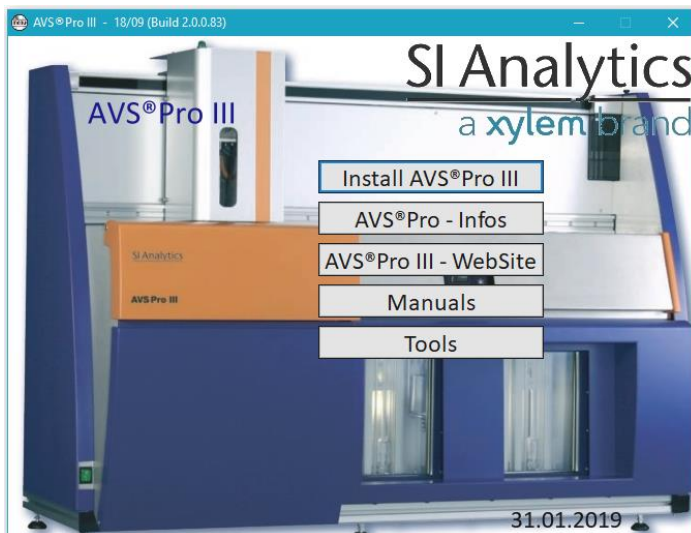 AVS®Pro III - 18/09 (Build 2.0.0.83)
SI Analytics
a xylem brand
AVS®Pro III
Install AVS®Pro III
AVS®Pro - Infos
AVS®Pro III - WebSite
Manuals
Tools
SI Analytics
AVS Pro III
31.01.2019